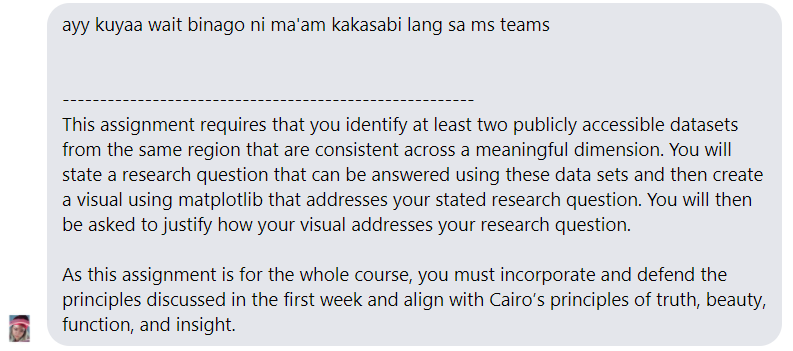 ayy kuyaa wait binago ni ma'am kakasabi lang sa ms teams
-------------------------------------------------------
This assignment requires that you identify at least two publicly accessible datasets
from the same region that are consistent across a meaningful dimension. You will
state a research question that can be answered using these data sets and then create
a visual using matplotlib that addresses your stated research question. You will then
be asked to justify how your visual addresses your research question.
As this assignment is for the whole course, you must incorporate and defend the
principles discussed in the first week and align with Cairo’s principles of truth, beauty,
function, and insight.